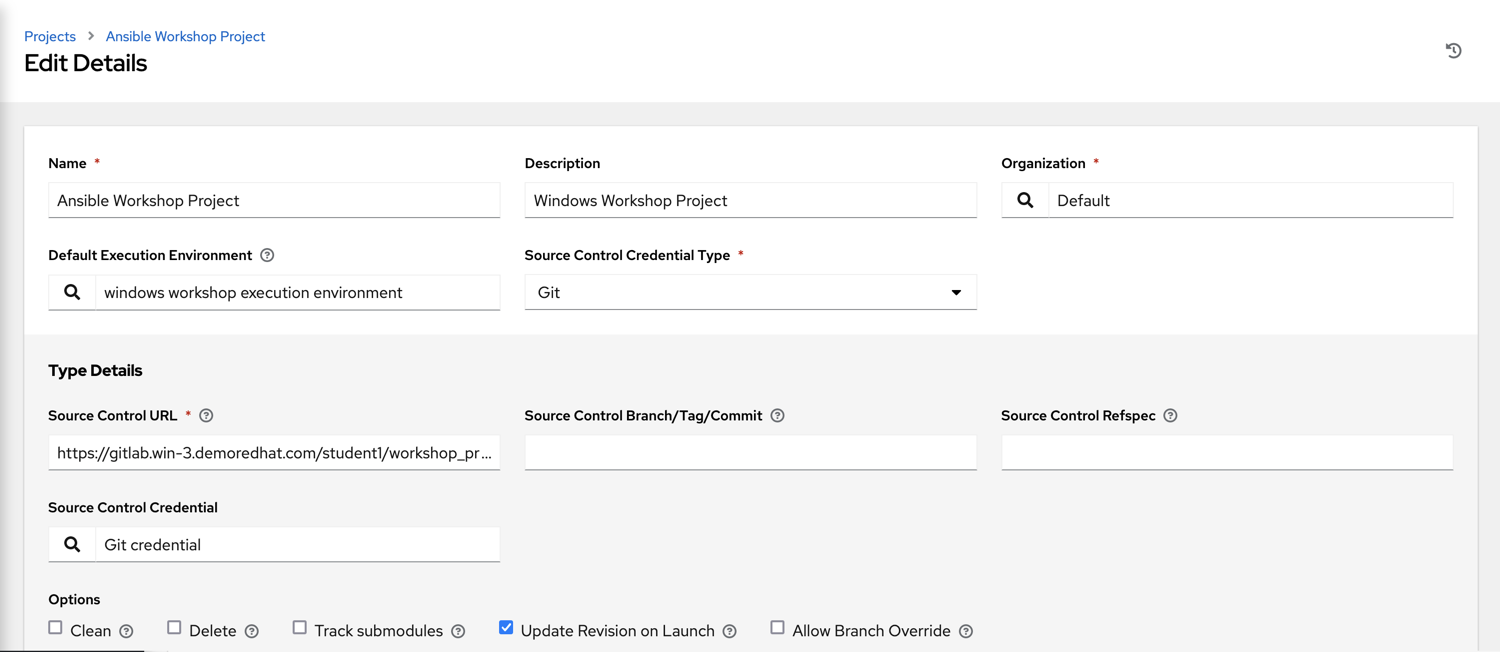 Projects > Ansible Workshop Project
Edit Details
Name *
Description
Organization *
Ansible Workshop Project
Windows Workshop Project
Default
Default Execution Environment
Source Control Credential Type *
windows workshop execution environment
Git
Type Details
Source Control URL *
Source Control Branch/Tag/Commit
Source Control Refspec
https://gitlab.win-3.demoredhat.com/student1/workshop_pr...
Source Control Credential
Git credential
Options
Clean
Delete
Track submodules
Update Revision on Launch
Allow Branch Override